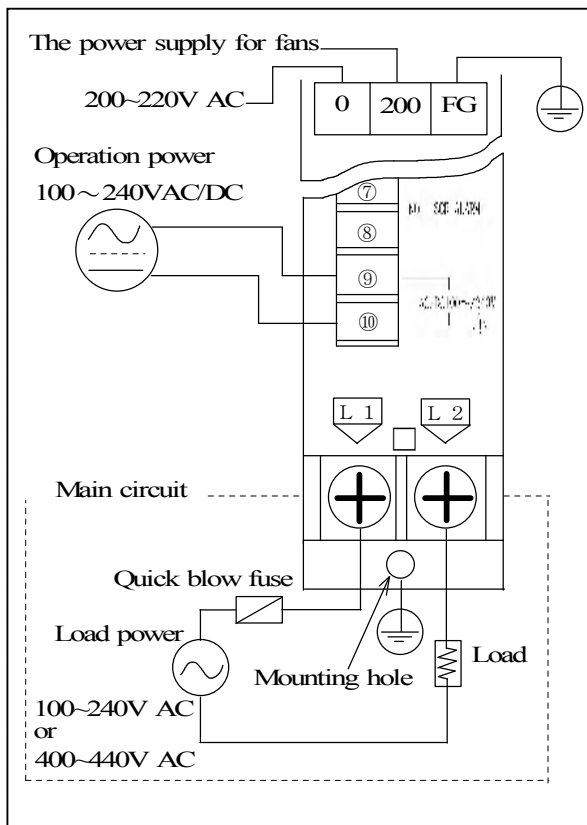 The power supply for fans
0 200 FG
200~220V AC
Operation power
100～240VAC/DC
⑦
⑧
⑨
⑩
L 1 L 2
Main circuit
Quick blow fuse
Load power
Load
Mounting hole
100~240V AC
or
400~440V AC